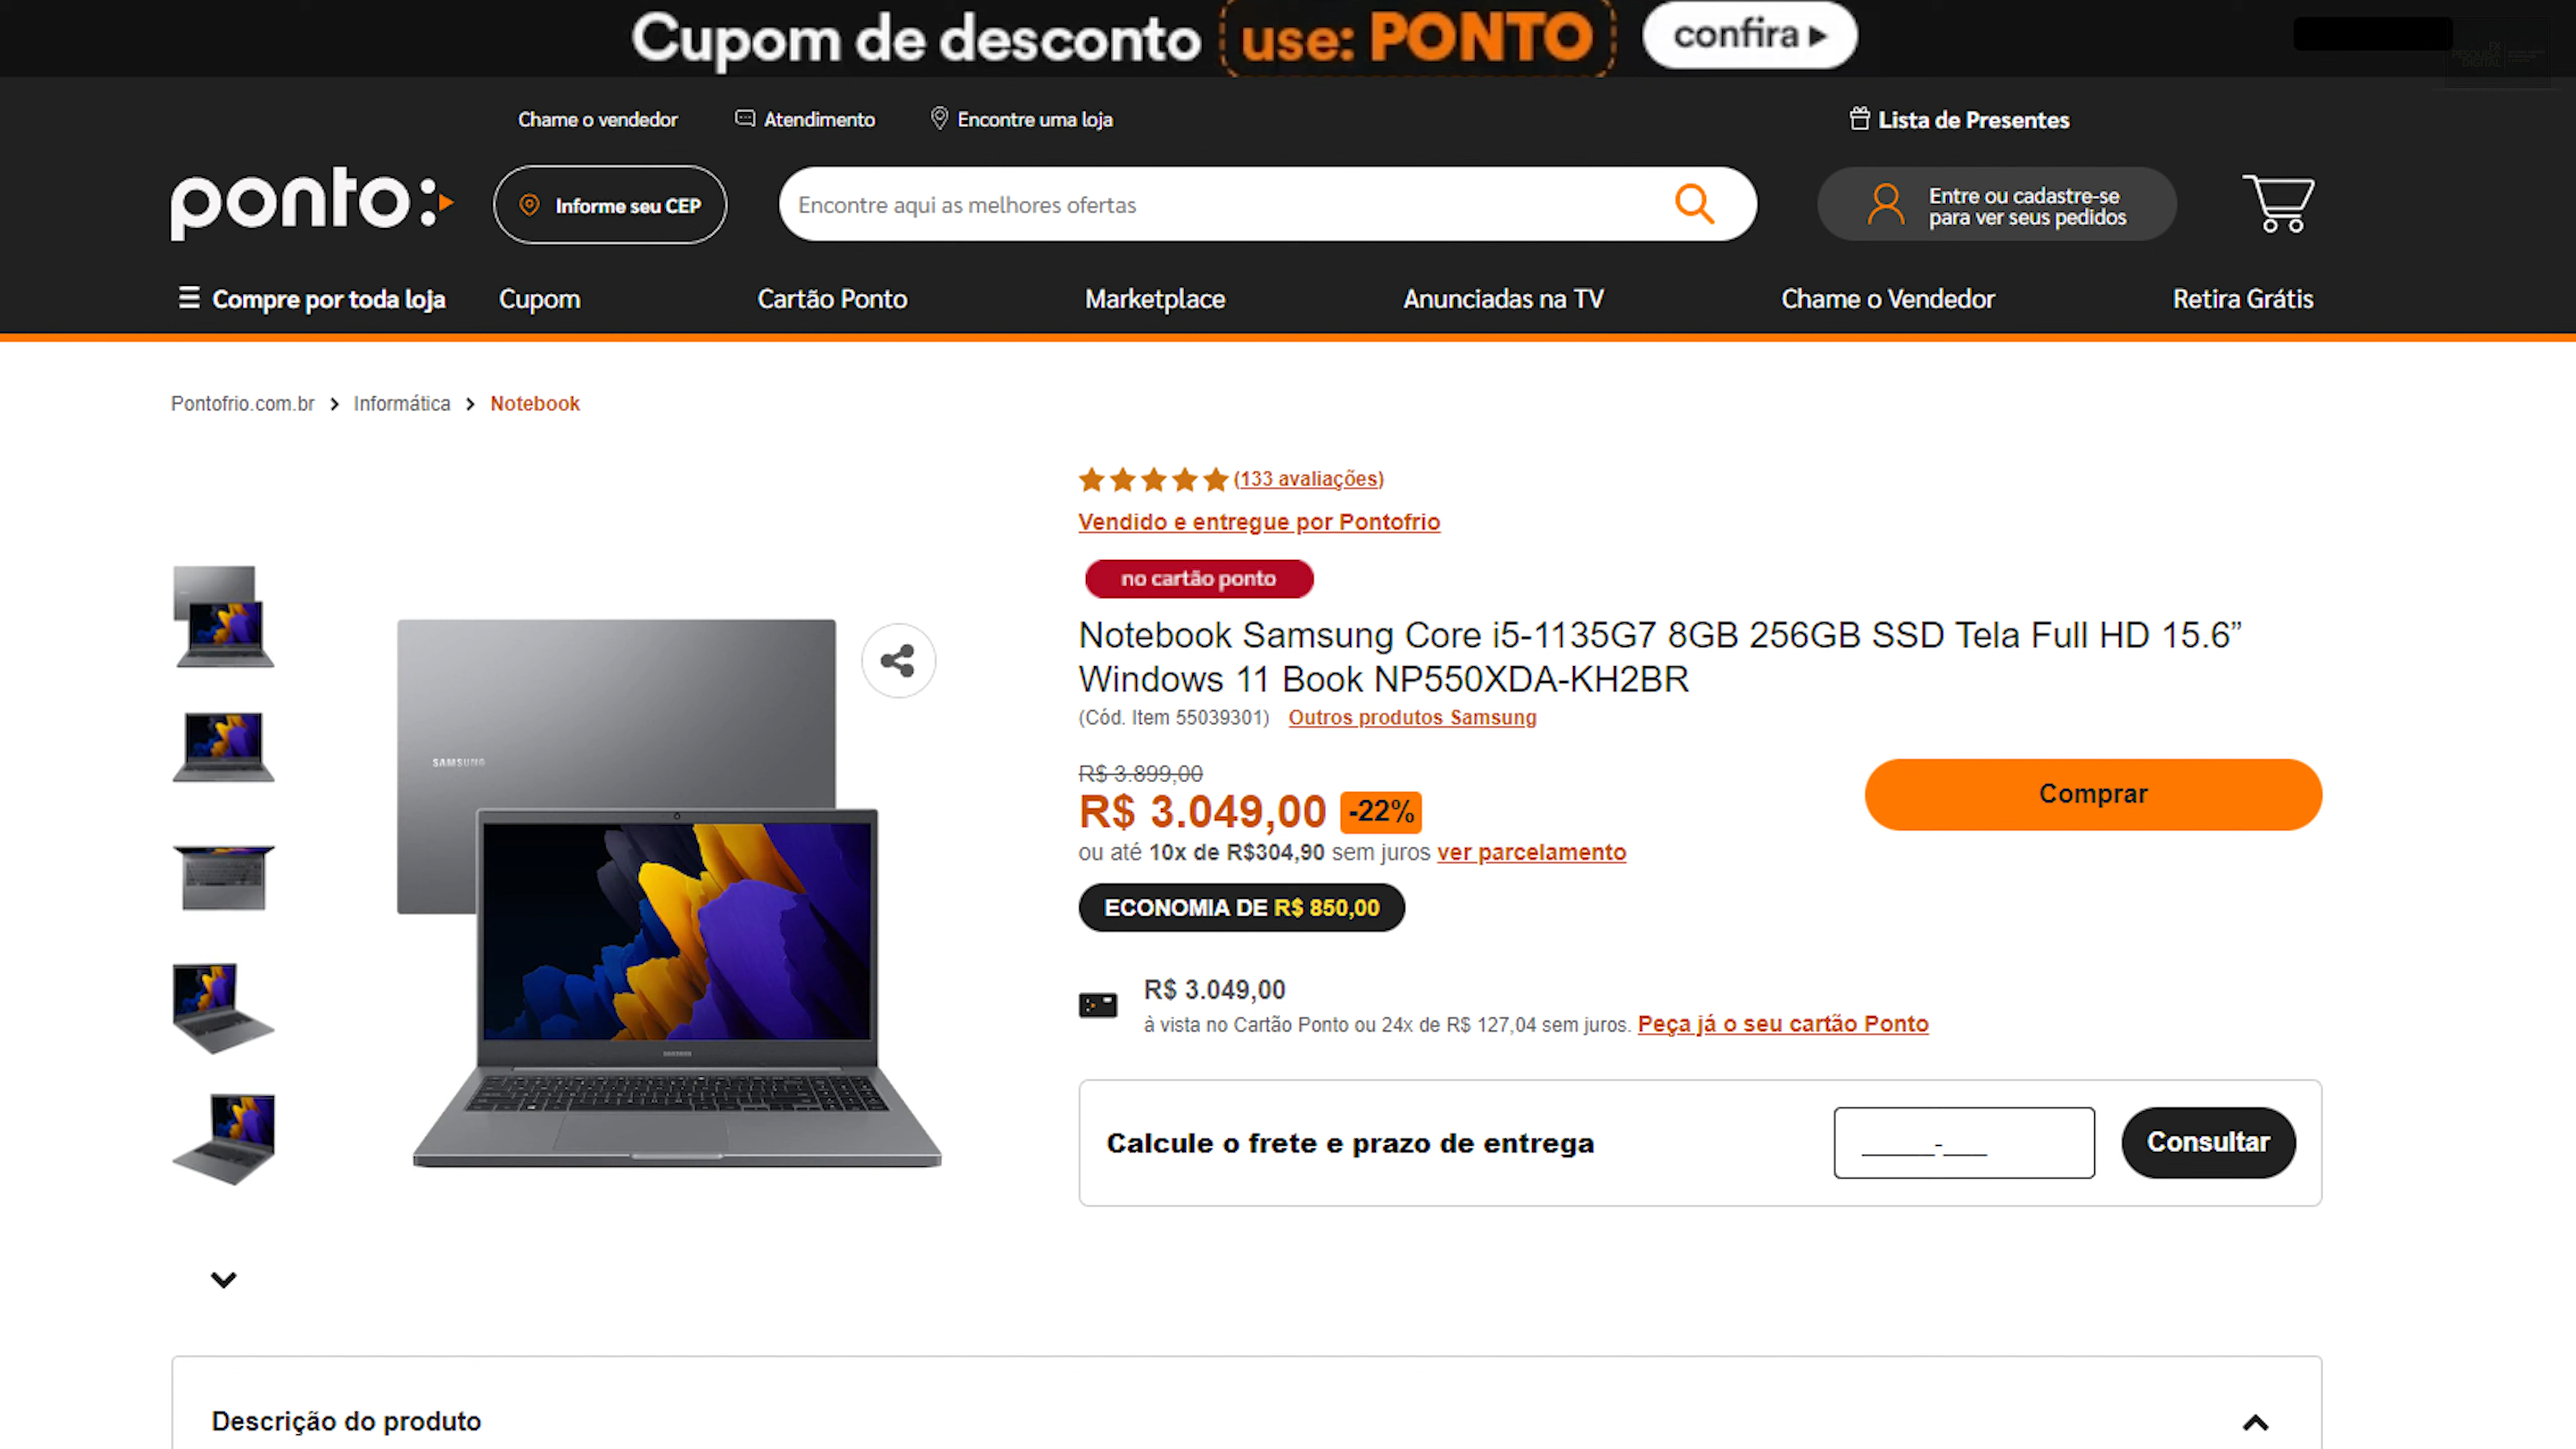 Cupom de desconto use: PONTO confira
Chame o vendedor Atendimento Encontre uma loja Lista de Presentes
ponto: Informe seu CEP Encontre aqui as melhores ofertas Entre ou cadastre-se
para ver seus pedidos
Compre por toda loja Cupom Cartão Ponto Marketplace Anunciadas na TV Chame o Vendedor Retira Grátis
Pontofrio.com.br Informática Notebook
(133 avaliações)
Vendido e entregue por Pontofrio
no cartão ponto
Notebook Samsung Core i5-1135G7 8GB 256GB SSD Tela Full HD 15.6”
Windows 11 Book NP550XDA-KH2BR
(Cód. Item 55039301) Outros produtos Samsung
SAMSUNG
R$ 3.899,00
R$ 3.049,00 -22%
Comprar
ou até 10x de R$304,90 sem juros ver parcelamento
ECONOMIA DE R$ 850,00
R$ 3.049,00
à vista no Cartão Ponto ou 24x de R$ 127,04 sem juros. Peça já o seu cartão Ponto
SAMSUNG
Calcule o frete e prazo de entrega _____-___ Consultar
Descrição do produto